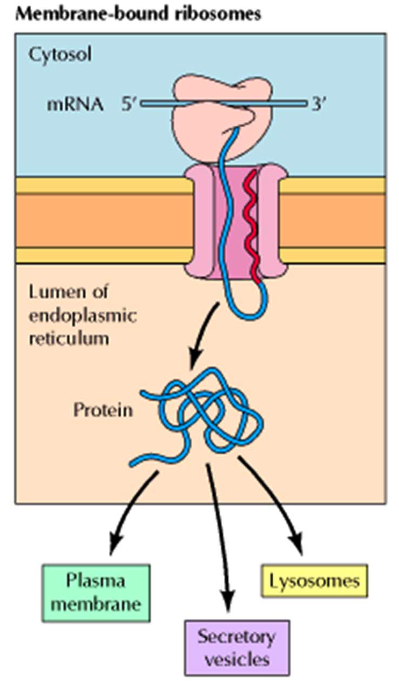 Membrane-bound ribosomes
Cytosol
mRNA 5′ 3′
Lumen of
endoplasmic
reticulum
Protein
Plasma
membrane
Lysosomes
Secretory
vesicles